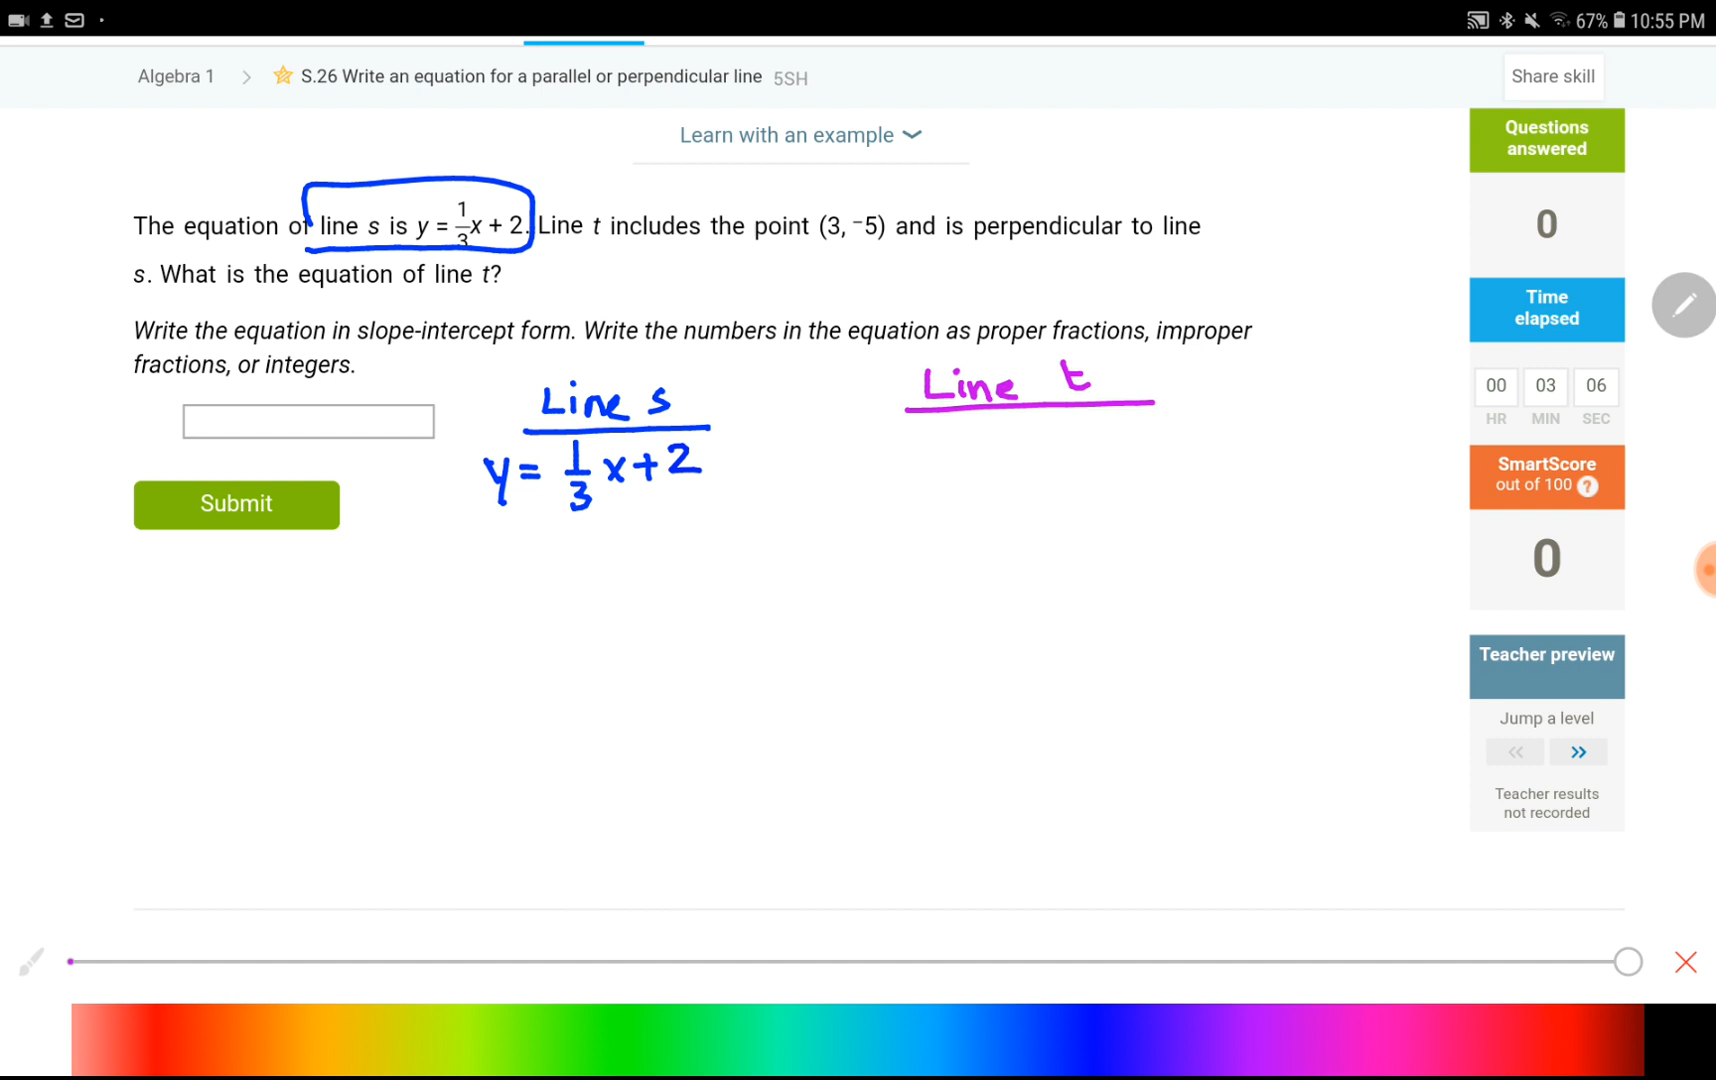 67% 10:55 PM
Algebra 1 > S.26 Write an equation for a parallel or perpendicular line 5SH
Share skill
Learn with an example
The equation of line s is y = 1/3 x + 2. Line t includes the point (3, ⁻5) and is perpendicular to line
s. What is the equation of line t?
Write the equation in slope-intercept form. Write the numbers in the equation as proper fractions, improper
fractions, or integers.
Line s
y = 1/3 x + 2
Line t
Submit
Questions
answered
0
Time
elapsed
00 03 06
HR MIN SEC
SmartScore
out of 100 ?
0
Teacher preview
Jump a level
<< >>
Teacher results
not recorded